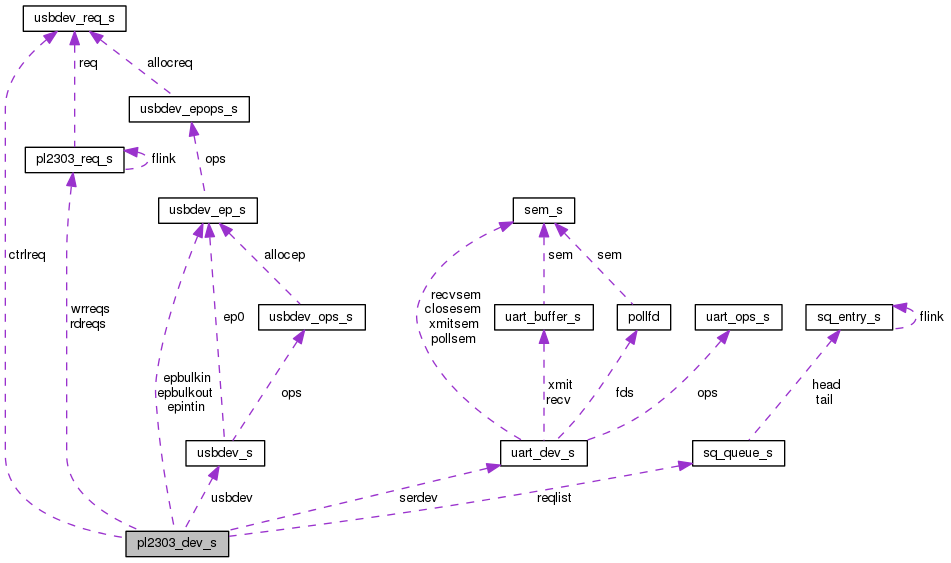 usbdev_req_s
req
allocreq
usbdev_epops_s
pl2303_req_s
flink
ops
usbdev_ep_s
sem_s
ctrlreq
allocep
sem
sem
wrreqs
rdreqs
ep0
usbdev_ops_s
recvsem
closesem
xmitsem
pollsem
uart_buffer_s
pollfd
uart_ops_s
sq_entry_s
flink
epbulkin
epbulkout
epintin
ops
xmit
recv
fds
ops
head
tail
usbdev_s
uart_dev_s
sq_queue_s
usbdev
serdev
reqlist
pl2303_dev_s